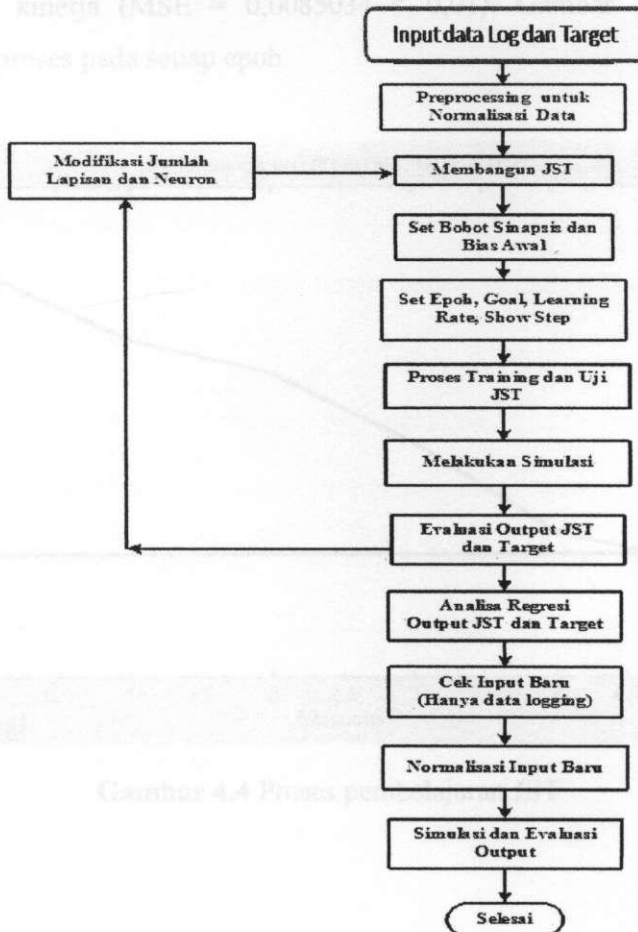 kinerja (MSE = 0,00850
proses pada setiap epoh
Input data Log dan Target
Preprocessing untuk
Normalisasi Data
Modifikasi Jumlah
Lapisan dan Neuron
Membangun JST
Set Bobot Sinapsis dan
Bias Awal
Set Epoh, Goal, Learning
Rate, Show Step
Proses Training dan Uji
JST
Melakukan Simulasi
Evaluasi Output JST
dan Target
Analisa Regresi
Output JST dan Target
Cek Input Baru
(Hanya data logging)
Normalisasi Input Baru
Gambar 4.4 Proses pembelajaran JST
Simulasi dan Evaluasi
Output
Selesai